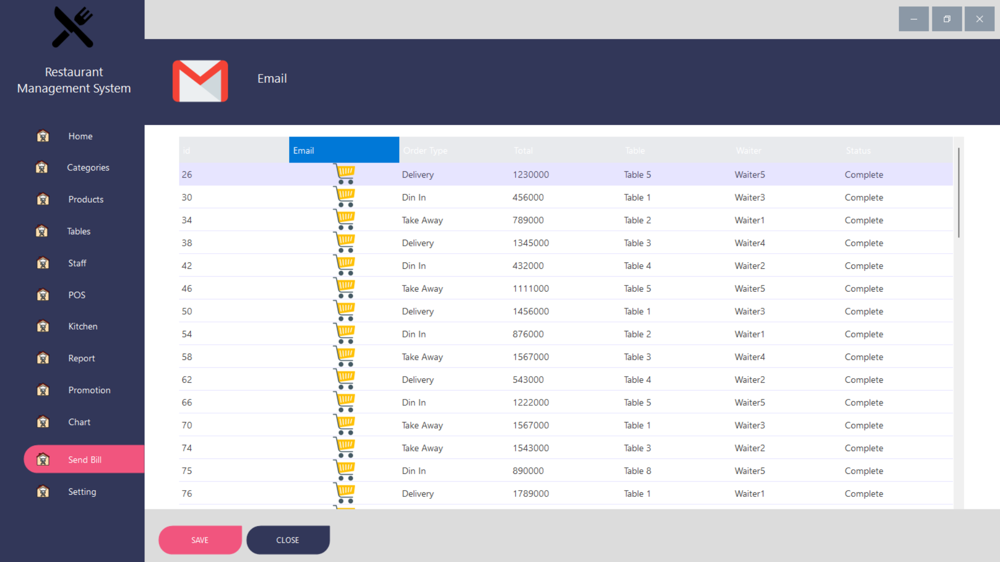 Restaurant
Management System
Email
Home
Categories
Products
Tables
Staff
POS
Kitchen
Report
Promotion
Chart
Send Bill
Setting
id Email Order Type Total Table Waiter Status
26 Delivery 1230000 Table 5 Waiter5 Complete
30 Din In 456000 Table 1 Waiter3 Complete
34 Take Away 789000 Table 2 Waiter1 Complete
38 Delivery 1345000 Table 3 Waiter4 Complete
42 Din In 432000 Table 4 Waiter2 Complete
46 Take Away 1111000 Table 5 Waiter5 Complete
50 Delivery 1456000 Table 1 Waiter3 Complete
54 Din In 876000 Table 2 Waiter1 Complete
58 Take Away 1567000 Table 3 Waiter4 Complete
62 Delivery 543000 Table 4 Waiter2 Complete
66 Din In 1222000 Table 5 Waiter5 Complete
70 Take Away 1567000 Table 1 Waiter3 Complete
74 Take Away 1543000 Table 3 Waiter2 Complete
75 Din In 890000 Table 8 Waiter5 Complete
76 Delivery 1789000 Table 1 Waiter1 Complete
SAVE CLOSE